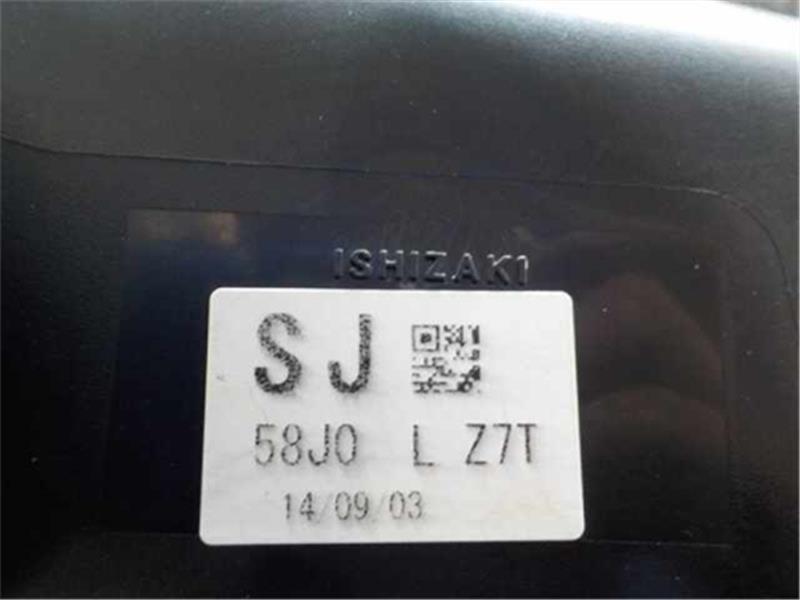 ISHIZAKI
SJ
58J0 L Z7T
14/09/03